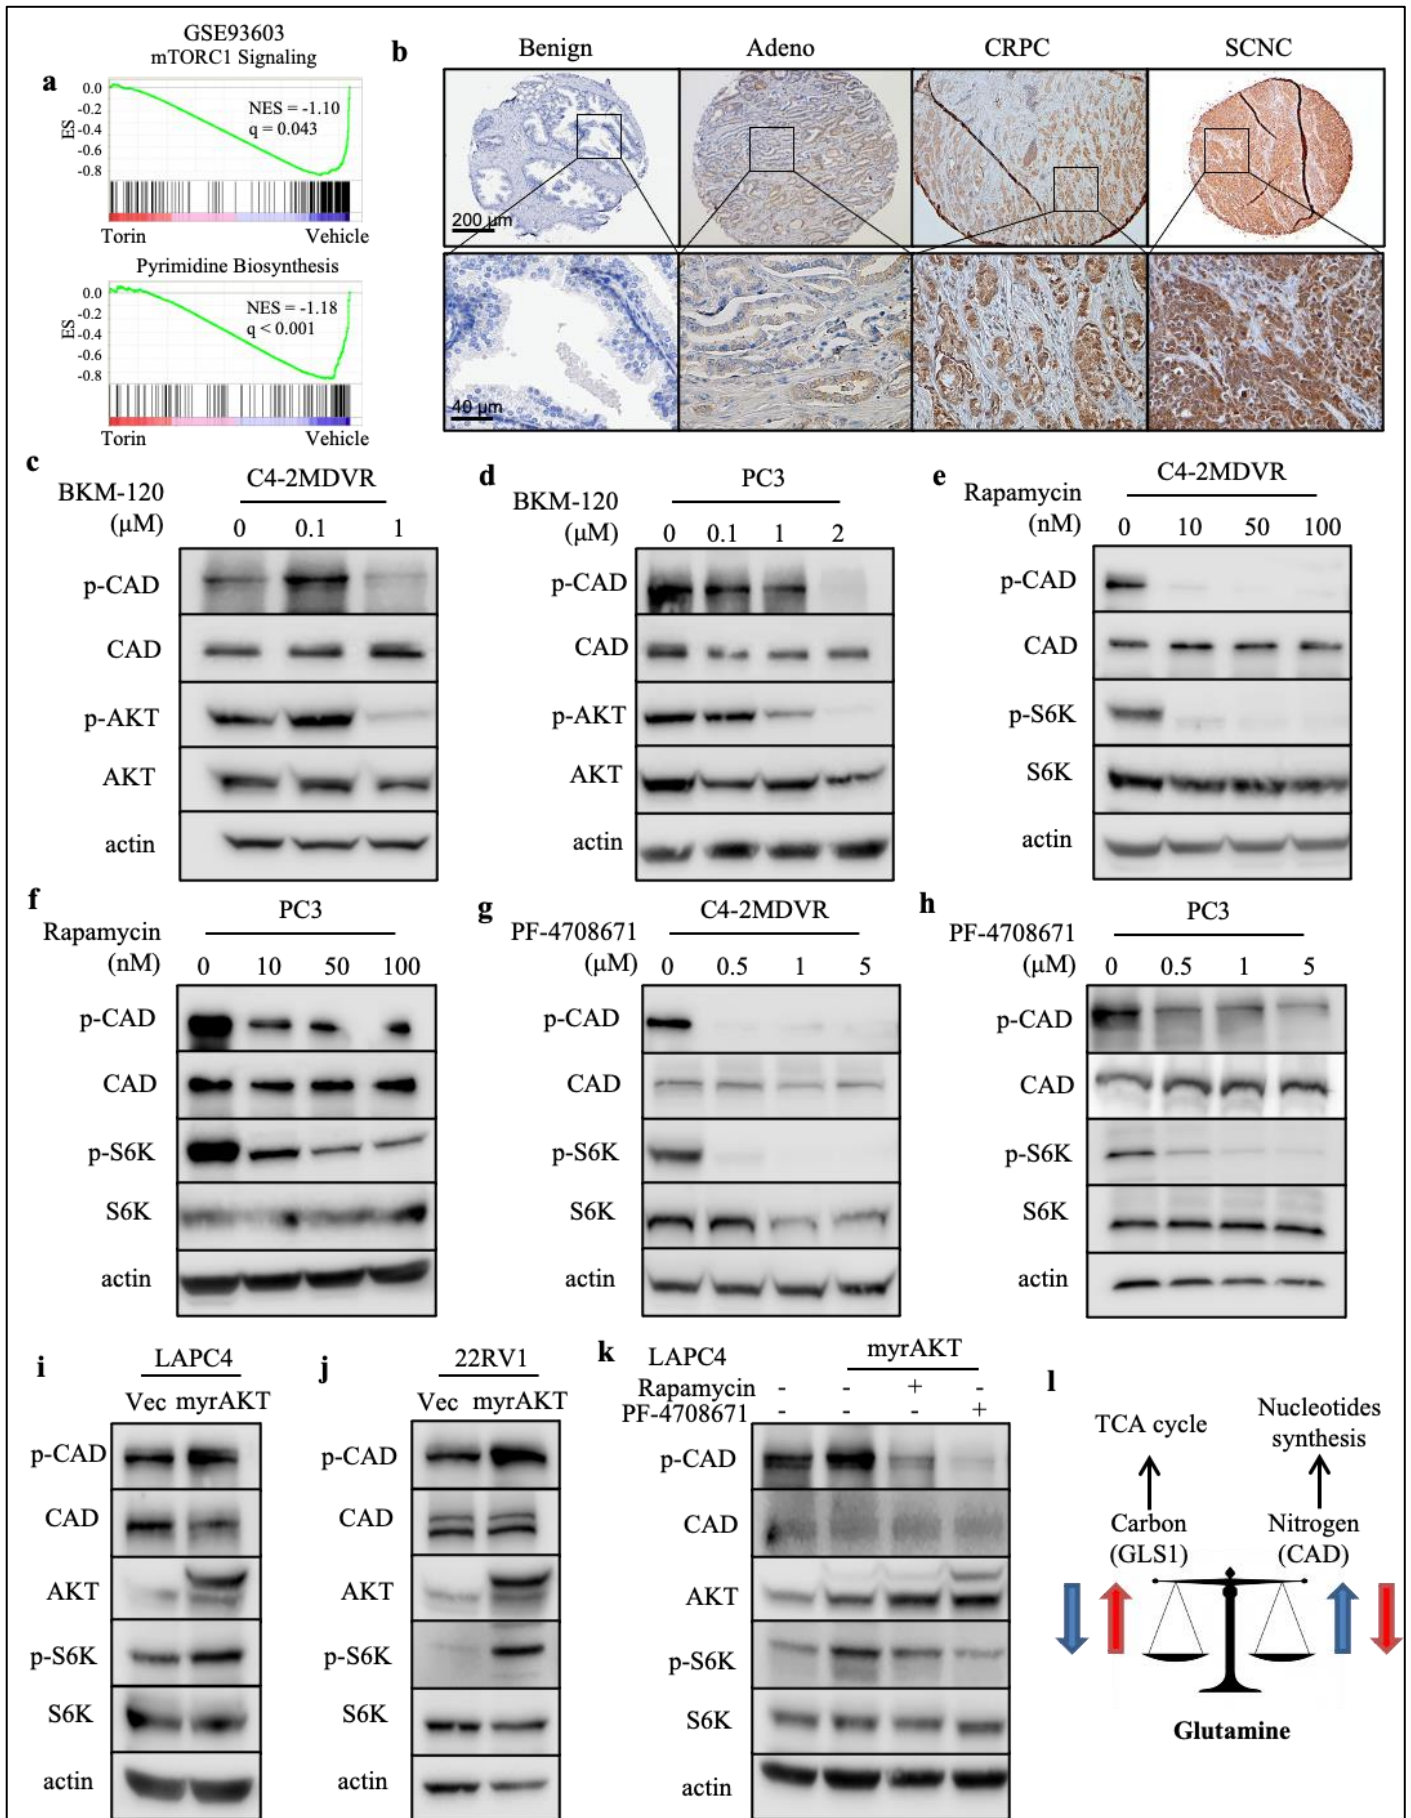 GSE93603
mTORC1 Signaling
a
0.0
-0.2
-0.4
-0.6
-0.8
ES
NES = -1.10
q = 0.043
Torin Vehicle
Pyrimidine Biosynthesis
0.0
-0.2
-0.4
-0.6
-0.8
ES
NES = -1.18
q < 0.001
Torin Vehicle
b
Benign Adeno CRPC SCNC
200 μm
40 μm
c
C4-2MDVR
BKM-120
(μM) 0 0.1 1
p-CAD
CAD
p-AKT
AKT
actin
d
PC3
BKM-120
(μM) 0 0.1 1 2
p-CAD
CAD
p-AKT
AKT
actin
e
C4-2MDVR
Rapamycin
(nM) 0 10 50 100
p-CAD
CAD
p-S6K
S6K
actin
f
PC3
Rapamycin
(nM) 0 10 50 100
p-CAD
CAD
p-S6K
S6K
actin
g
C4-2MDVR
PF-4708671
(μM) 0 0.5 1 5
p-CAD
CAD
p-S6K
S6K
actin
h
PC3
PF-4708671
(μM) 0 0.5 1 5
p-CAD
CAD
p-S6K
S6K
actin
i
LAPC4
Vec myrAKT
p-CAD
CAD
AKT
p-S6K
S6K
actin
j
22RV1
Vec myrAKT
p-CAD
CAD
AKT
p-S6K
S6K
actin
k
LAPC4 myrAKT
Rapamycin - - + -
PF-4708671 - - - +
p-CAD
CAD
AKT
p-S6K
S6K
actin
l
TCA cycle
Nucleotides
synthesis
Carbon
(GLS1)
Nitrogen
(CAD)
Glutamine